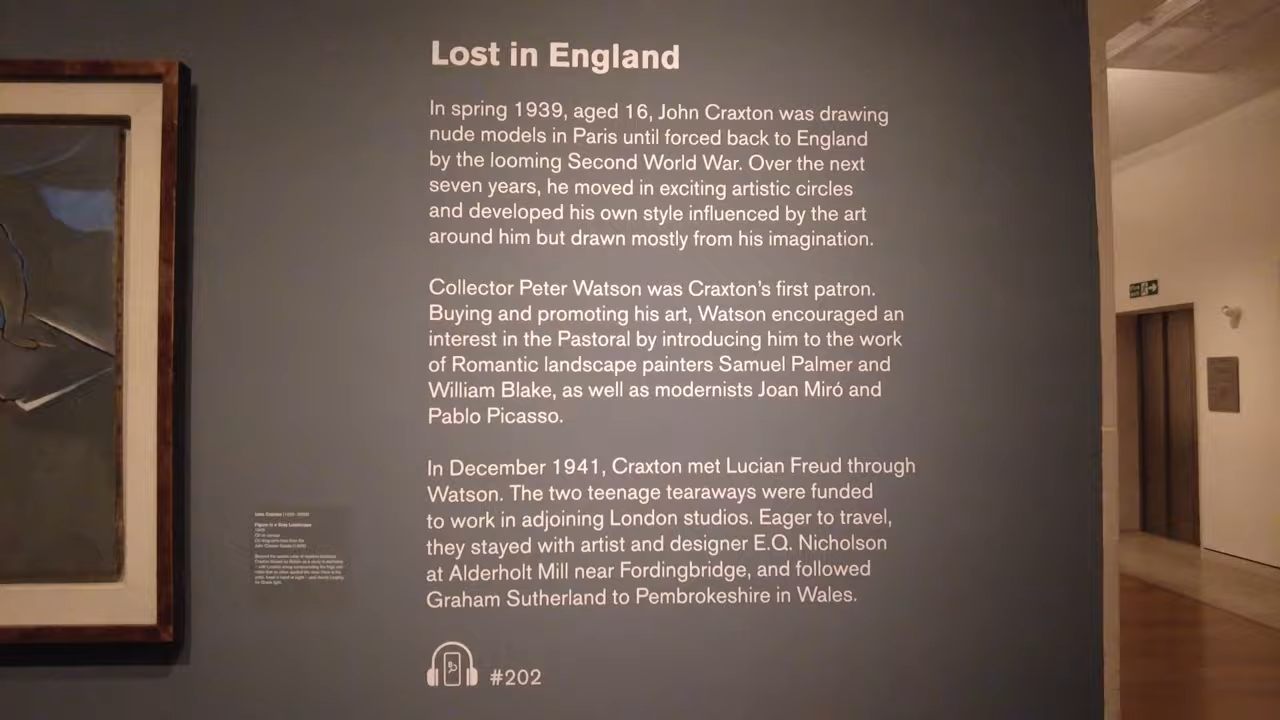 Lost in England
In spring 1939, aged 16, John Craxton was drawing
nude models in Paris until forced back to England
by the looming Second World War. Over the next
seven years, he moved in exciting artistic circles
and developed his own style influenced by the art
around him but drawn mostly from his imagination.
Collector Peter Watson was Craxton's first patron.
Buying and promoting his art, Watson encouraged an
interest in the Pastoral by introducing him to the work
of Romantic landscape painters Samuel Palmer and
William Blake, as well as modernists Joan Miró and
Pablo Picasso.
In December 1941, Craxton met Lucian Freud through
Watson. The two teenage tearaways were funded
to work in adjoining London studios. Eager to travel,
they stayed with artist and designer E.Q. Nicholson
at Alderholt Mill near Fordingbridge, and followed
Graham Sutherland to Pembrokeshire in Wales.
#202